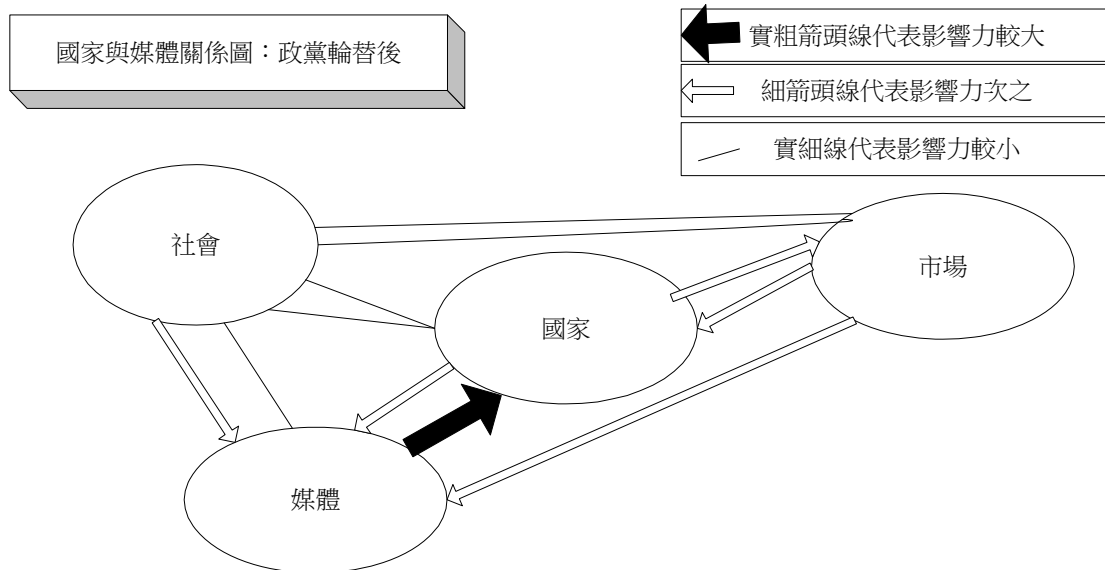 國家與媒體關係圖：政黨輪替後
實粗箭頭線代表影響力較大
細箭頭線代表影響力次之
實細線代表影響力較小
社會
市場
國家
媒體